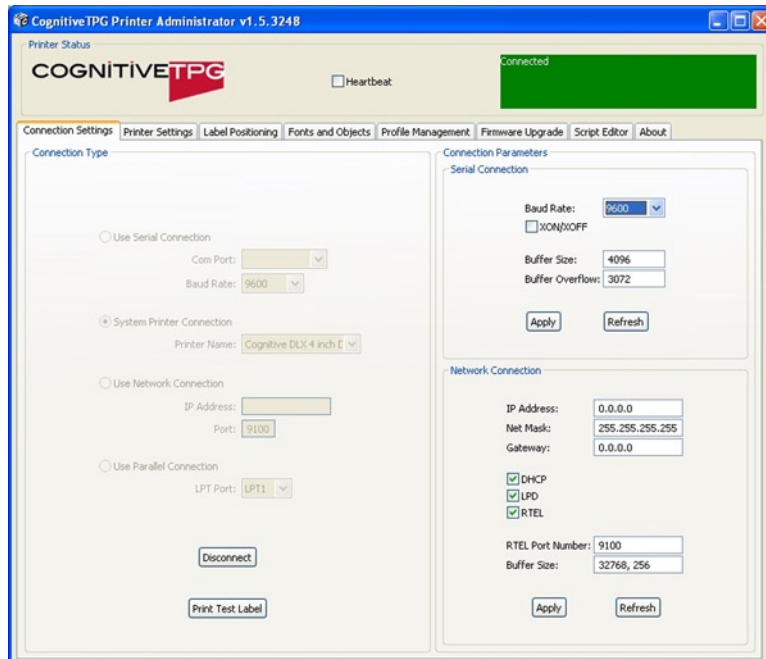 CognitiveTPG Printer Administrator v1.5.3248
Printer Status
COGNITIVETPG
Heartbeat
Connected
Connection Settings Printer Settings Label Positioning Fonts and Objects Profile Management Firmware Upgrade Script Editor About
Connection Type
Use Serial Connection
Com Port:
Baud Rate: 9600
System Printer Connection
Printer Name: Cognitive DLX 4 inch D
Use Network Connection
IP Address:
Port: 9100
Use Parallel Connection
LPT Port: LPT1
Disconnect
Print Test Label
Connection Parameters
Serial Connection
Baud Rate: 9600
XON/XOFF
Buffer Size: 4096
Buffer Overflow: 3072
Apply Refresh
Network Connection
IP Address: 0.0.0.0
Net Mask: 255.255.255.255
Gateway: 0.0.0.0
DHCP
LPD
RTEL
RTEL Port Number: 9100
Buffer Size: 32768, 256
Apply Refresh